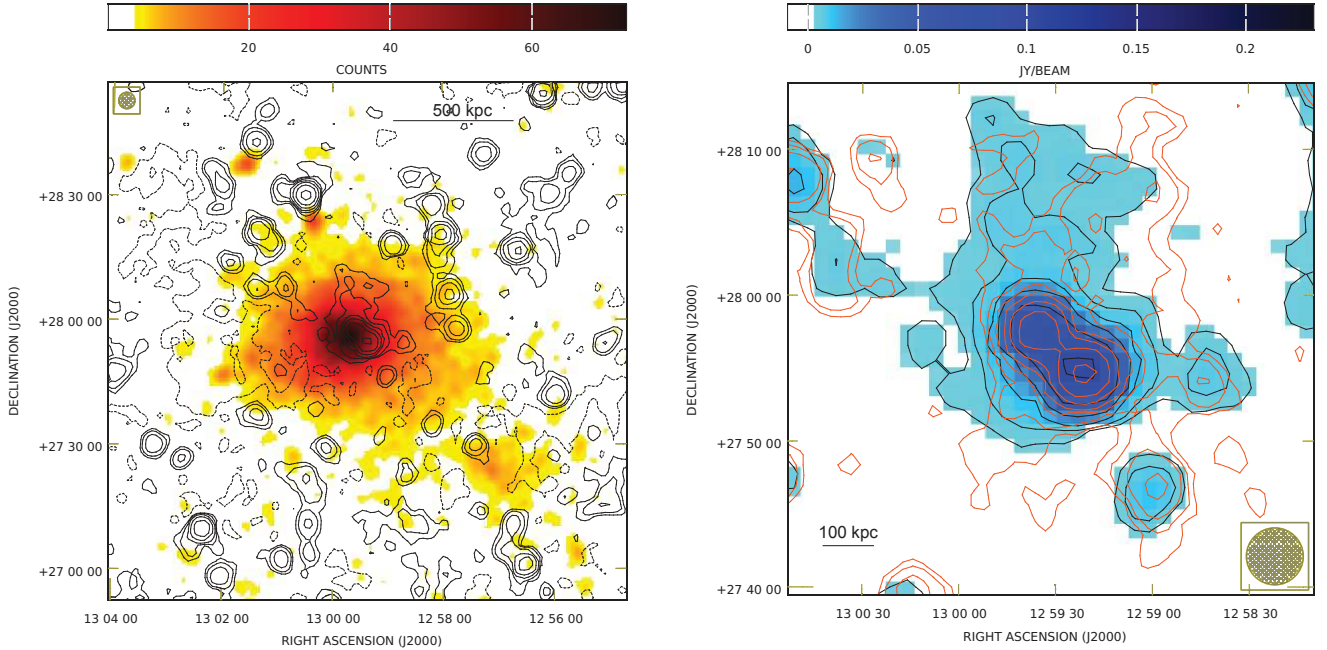 20
40
60
COUNTS
500 kpc
+28 30 00
+28 00 00
+27 30 00
+27 00 00
DECLINATION (J2000)
13 04 00
13 02 00
13 00 00
12 58 00
12 56 00
RIGHT ASCENSION (J2000)
0
0.05
0.1
0.15
0.2
JY/BEAM
+28 10 00
+28 00 00
+27 50 00
+27 40 00
DECLINATION (J2000)
100 kpc
13 00 30
13 00 00
12 59 30
12 59 00
12 58 30
RIGHT ASCENSION (J2000)